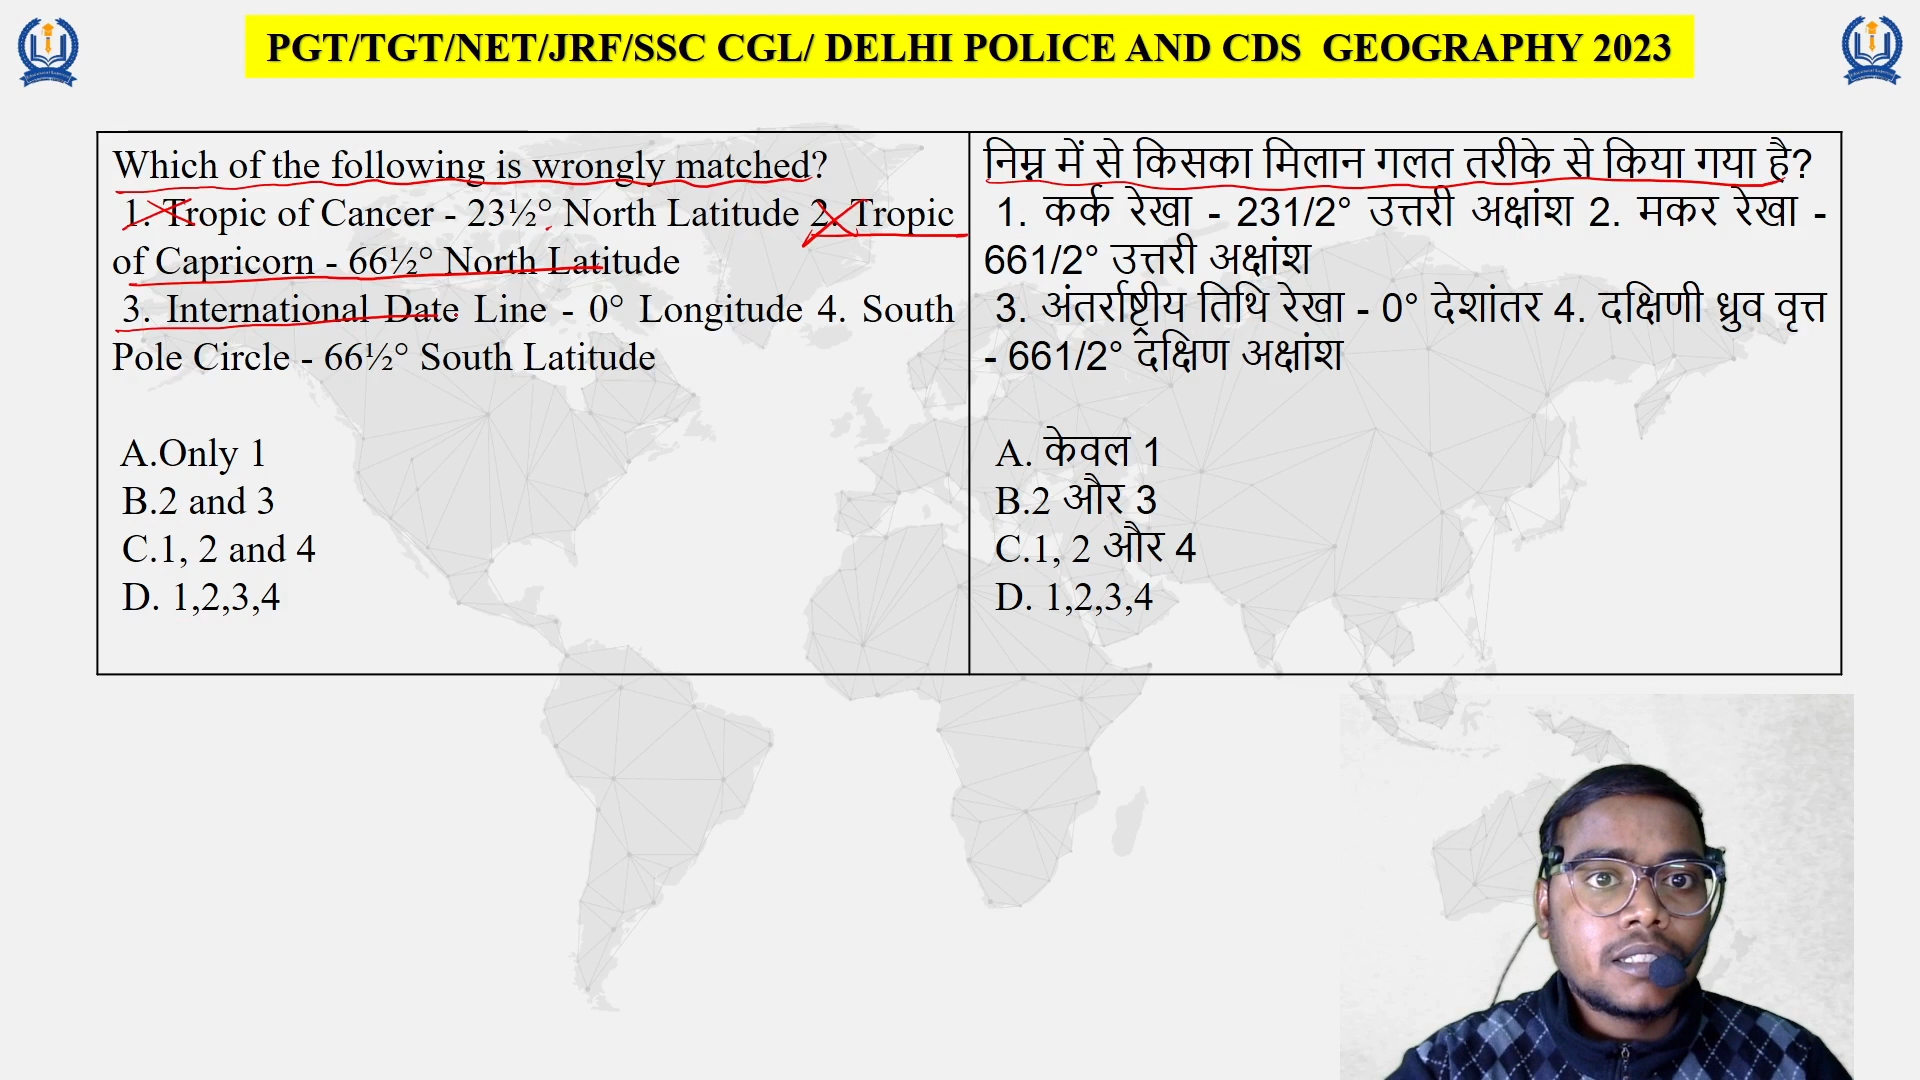 PGT/TGT/NET/JRF/SSC CGL/ DELHI POLICE AND CDS GEOGRAPHY 2023
Which of the following is wrongly matched?
1. Tropic of Cancer - 23½° North Latitude 2. Tropic
of Capricorn - 66½° North Latitude
3. International Date Line - 0° Longitude 4. South
Pole Circle - 66½° South Latitude
A.Only 1
B.2 and 3
C.1, 2 and 4
D. 1,2,3,4
निम्न में से किसका मिलान गलत तरीके से किया गया है?
1. कर्क रेखा - 231/2° उत्तरी अक्षांश 2. मकर रेखा -
661/2° उत्तरी अक्षांश
3. अंतर्राष्ट्रीय तिथि रेखा - 0° देशांतर 4. दक्षिणी ध्रुव वृत्त
- 661/2° दक्षिण अक्षांश
A. केवल 1
B.2 और 3
C.1, 2 और 4
D. 1,2,3,4